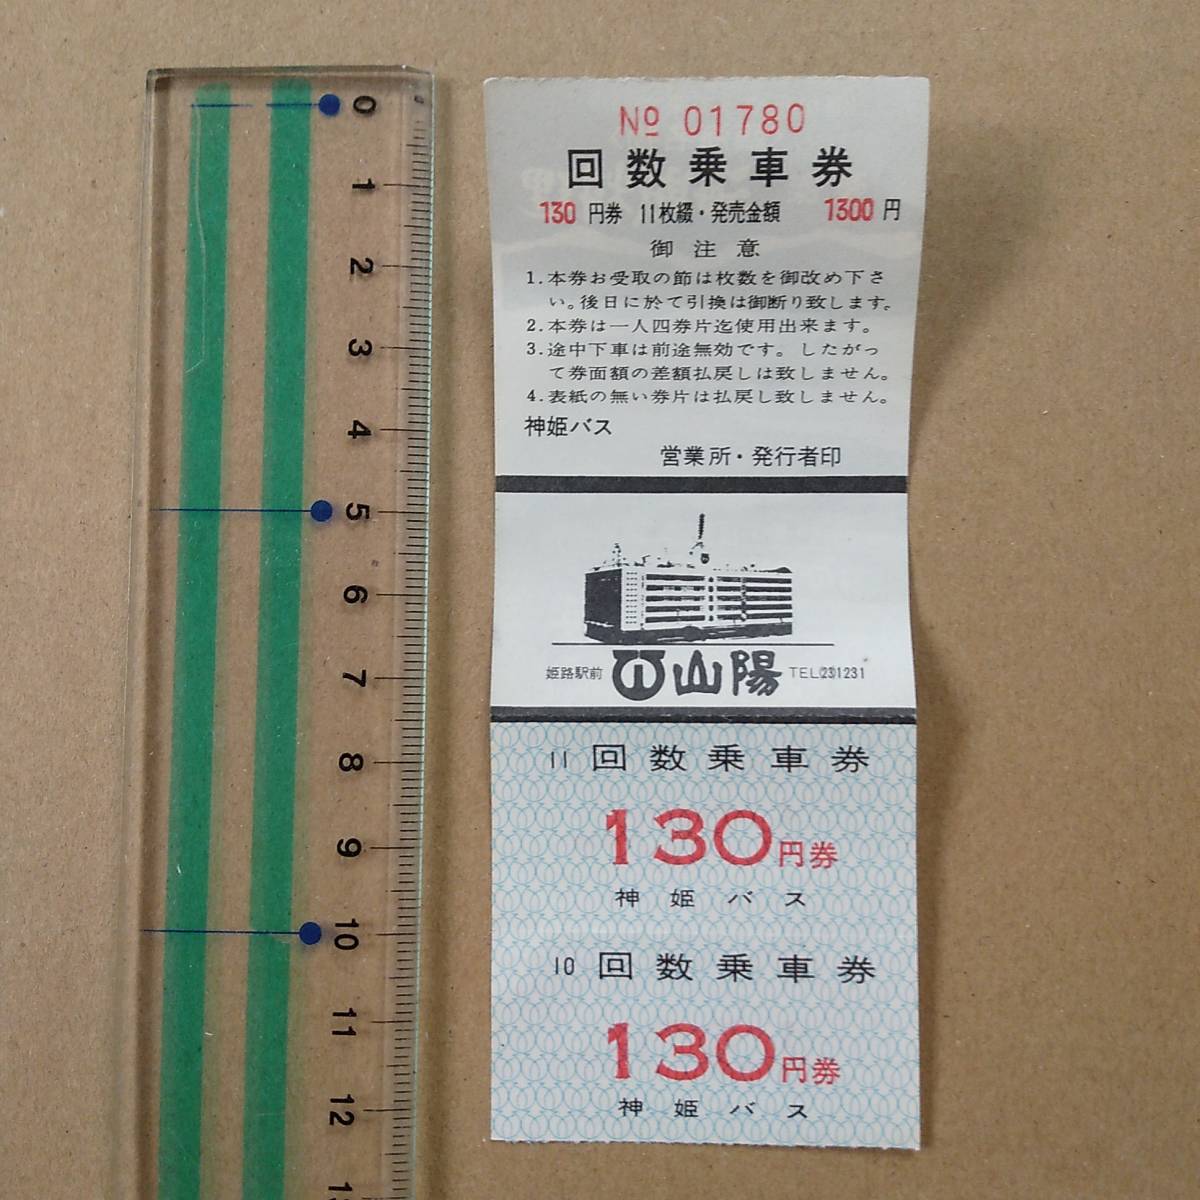 0
1
2
3
4
5
6
7
8
9
10
11
12
№ 01780
回数乗車券
130 円券 11枚綴・発売金額 1300 円
御注意
1. 本券お受取の節は枚数を御改め下さ
い。後日に於て引換は御断り致します。
2. 本券は一人四券片迄使用出来ます。
3. 途中下車は前途無効です。したがっ
て券面額の差額払戻しは致しません。
4. 表紙の無い券片は払戻し致しません。
神姫バス
営業所・発行者印
姫路駅前 山陽 TEL(23)1231
11 回数乗車券
130円券
神姫バス
10 回数乗車券
130円券
神姫バス